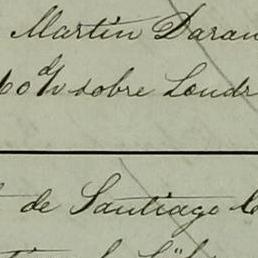 Martin Daran
60 d/v sobre Londr
de Santiago